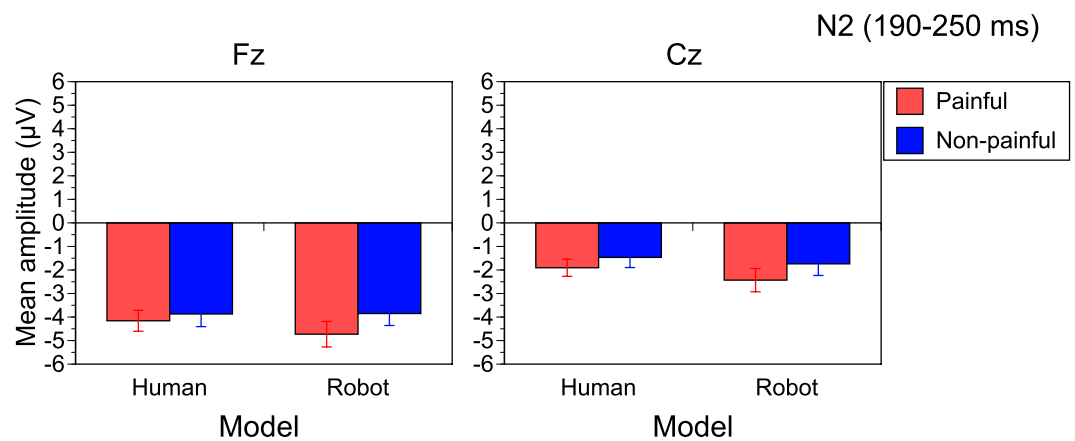 N2 (190-250 ms)
Fz
Cz
Mean amplitude (µV)
6
5
4
3
2
1
0
-1
-2
-3
-4
-5
-6
Human
Robot
Model
6
5
4
3
2
1
0
-1
-2
-3
-4
-5
-6
Human
Robot
Model
Painful
Non-painful